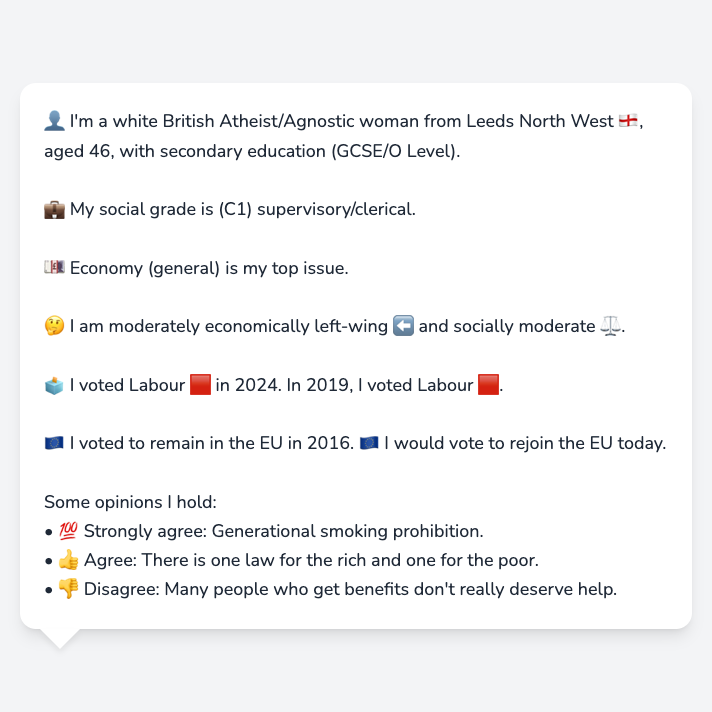 👤 I'm a white British Atheist/Agnostic woman from Leeds North West 🏴󠁧󠁢󠁥󠁮󠁧󠁿,
aged 46, with secondary education (GCSE/O Level).
💼 My social grade is (C1) supervisory/clerical.
💷 Economy (general) is my top issue.
🤔 I am moderately economically left-wing ⬅️ and socially moderate ⚖️.
🗳️ I voted Labour 🟥 in 2024. In 2019, I voted Labour 🟥.
🇪🇺 I voted to remain in the EU in 2016. 🇪🇺 I would vote to rejoin the EU today.
Some opinions I hold:
• 💯 Strongly agree: Generational smoking prohibition.
• 👍 Agree: There is one law for the rich and one for the poor.
• 👎 Disagree: Many people who get benefits don't really deserve help.